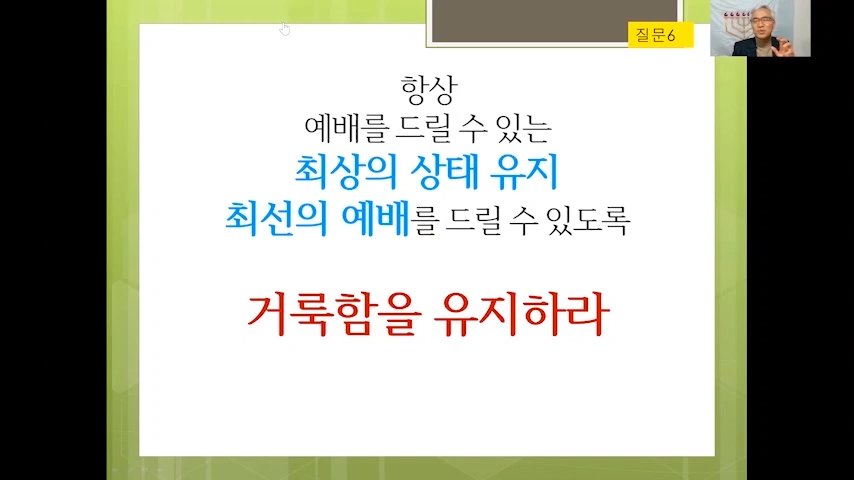 질문6
항상
예배를 드릴 수 있는
최상의 상태 유지
최선의 예배를 드릴 수 있도록
거룩함을 유지하라